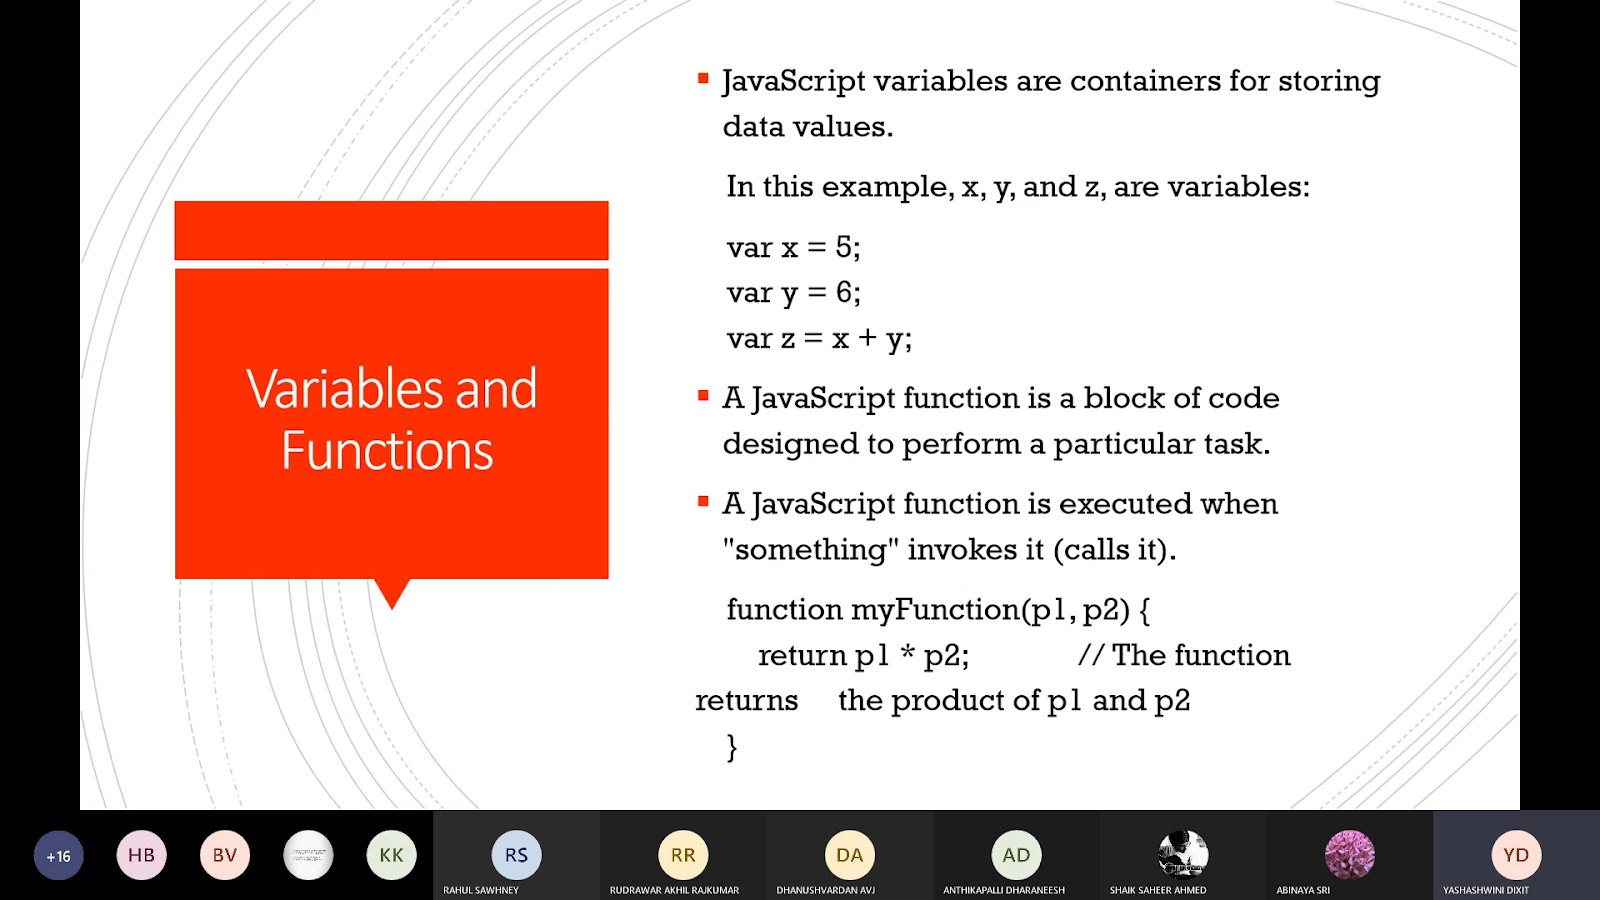 Variables and
Functions
JavaScript variables are containers for storing
data values.
In this example, x, y, and z, are variables:
var x = 5;
var y = 6;
var z = x + y;
A JavaScript function is a block of code
designed to perform a particular task.
A JavaScript function is executed when
"something" invokes it (calls it).
function myFunction(p1, p2) {
return p1 * p2; // The function
returns the product of p1 and p2
}
+16
HB
BV
KK
RS
RR
DA
AD
YD
RAHUL SAWHNEY
RUDRAWAR AKHIL RAJKUMAR
DHANUSHVARDAN AVJ
ANTHIKAPALLI DHARANEESH
SHAIK SAHEER AHMED
ABINAYA SRI
YASHASHWINI DIXIT